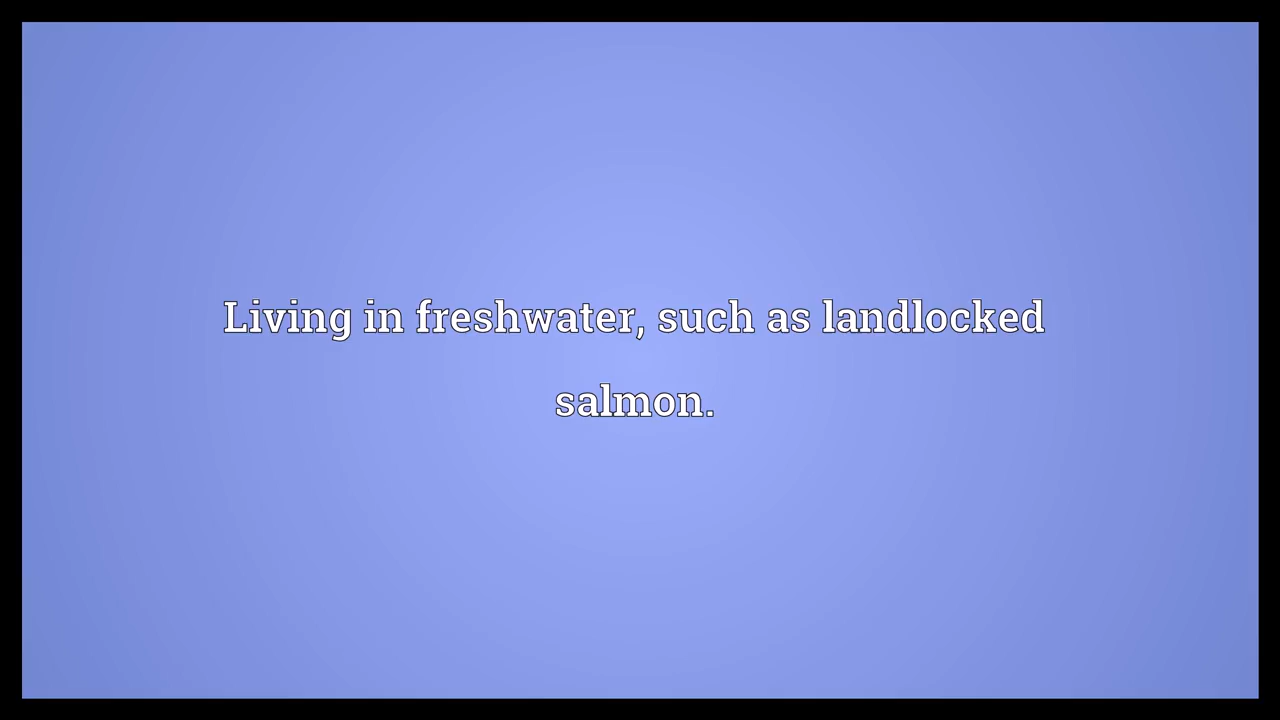 Living in freshwater, such as landlocked
salmon.